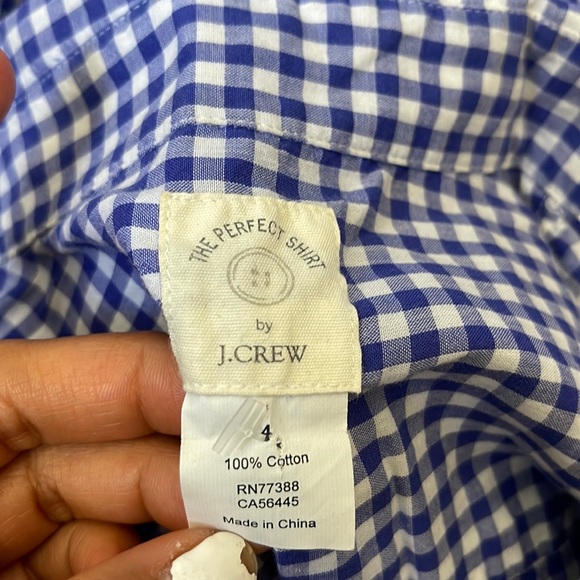 THE PERFECT SHIRT
by
J.CREW
4
100% Cotton
RN77388
CA56445
Made in China